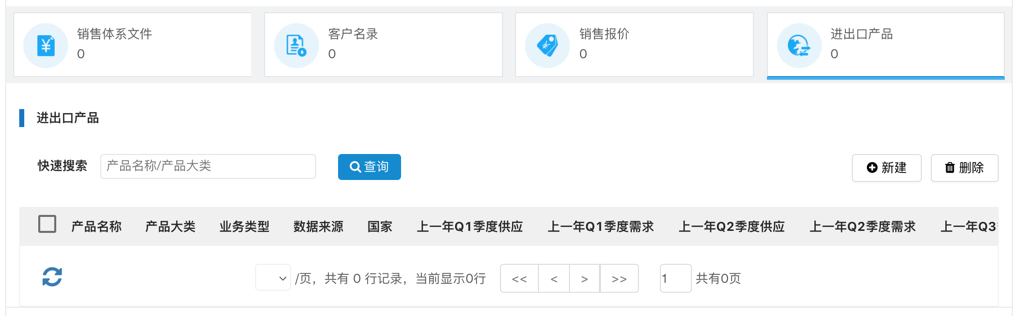 销售体系文件
0
客户名录
0
销售报价
0
进出口产品
0
进出口产品
快速搜索 产品名称/产品大类 查询 新建 删除
产品名称 产品大类 业务类型 数据来源 国家 上一年Q1季度供应 上一年Q1季度需求 上一年Q2季度供应 上一年Q2季度需求 上一年Q3
/页，共有 0 行记录，当前显示0行 << < > >> 1 共有0页